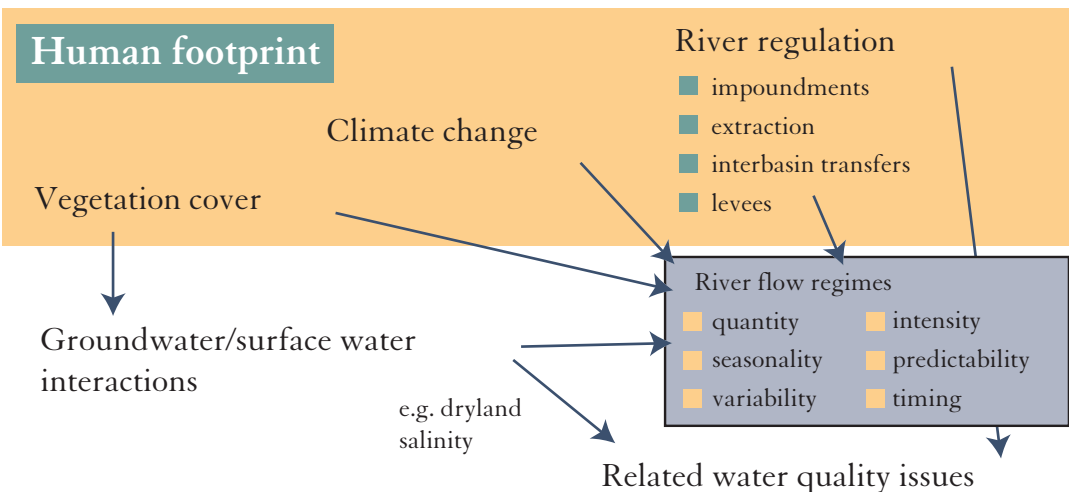 Human footprint
River regulation
impoundments
extraction
interbasin transfers
levees
Climate change
Vegetation cover
River flow regimes
quantity
intensity
seasonality
predictability
variability
timing
Groundwater/surface water
interactions
e.g. dryland
salinity
Related water quality issues